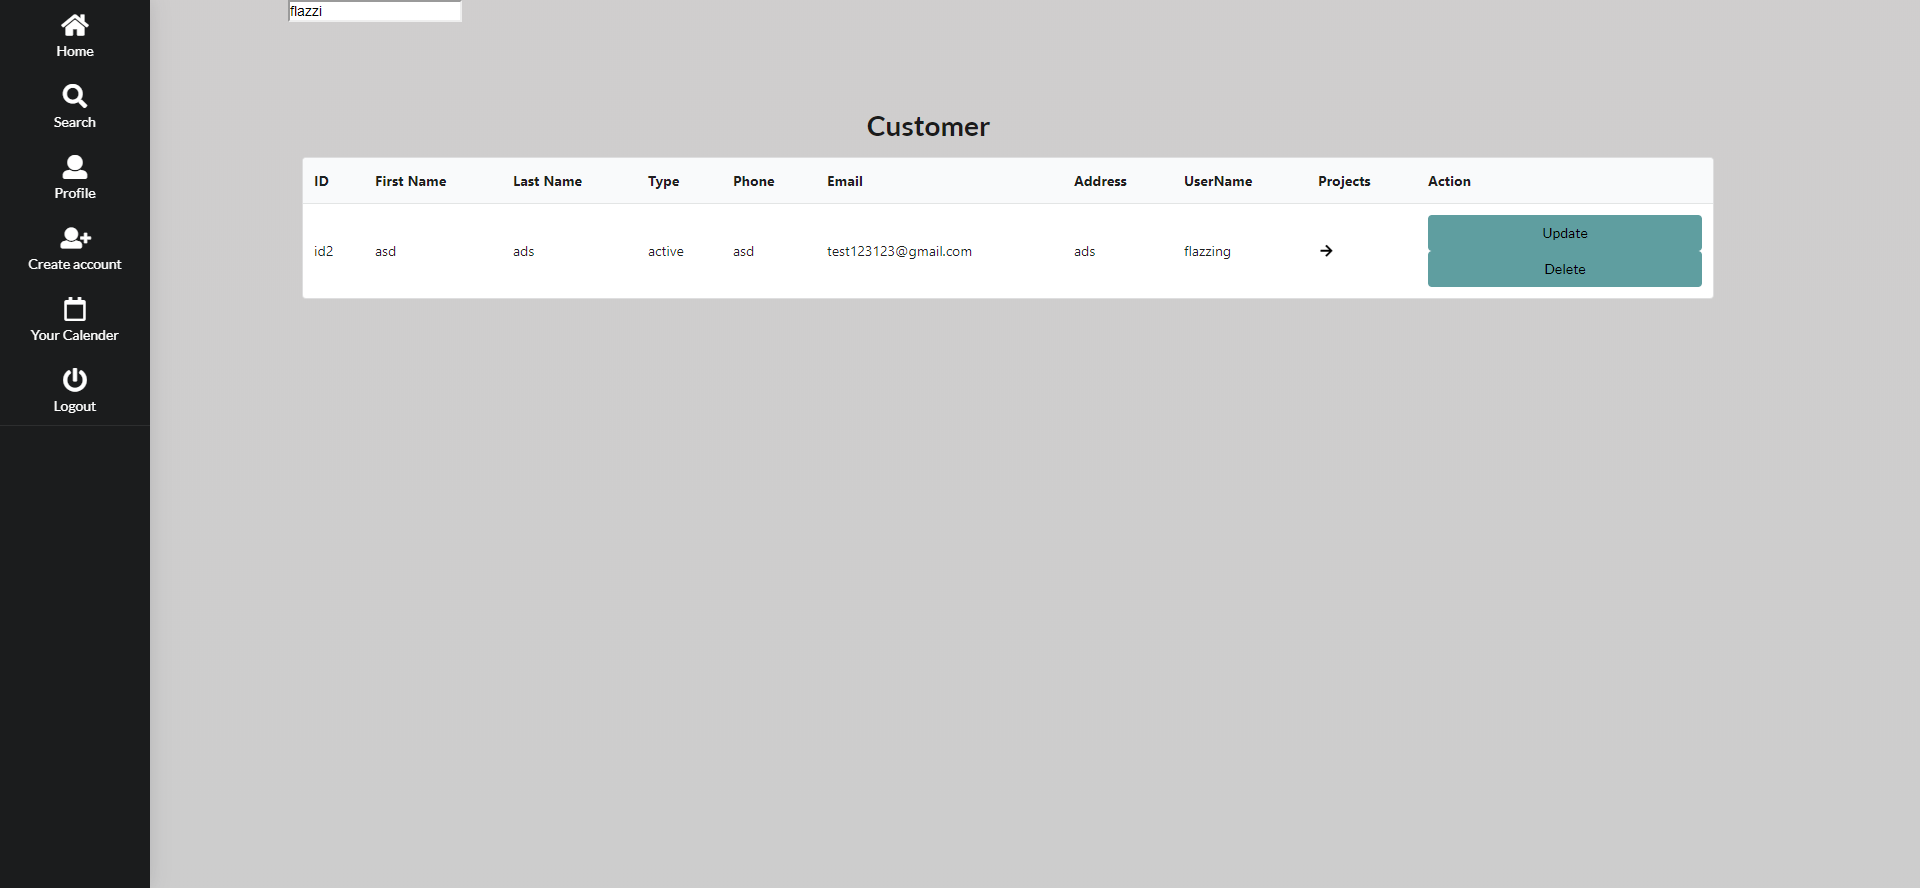 flazzi
Home
Search
Profile
Create account
Your Calender
Logout
Customer
ID First Name Last Name Type Phone Email Address UserName Projects Action
id2 asd ads active asd test123123@gmail.com ads flazzing
Update
Delete